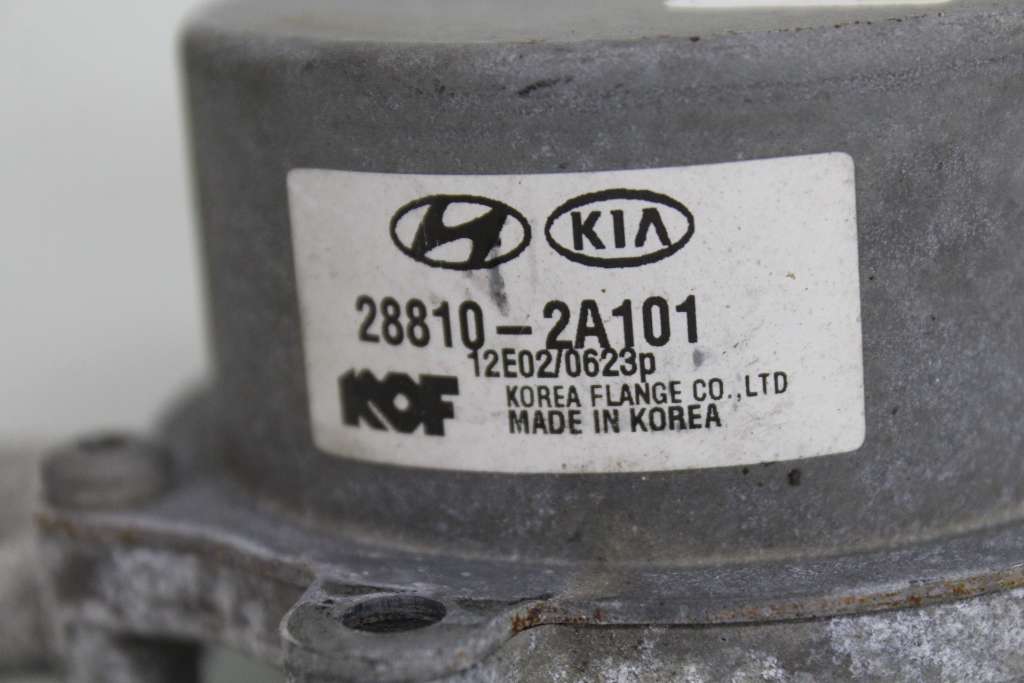 KIA
28810-2A101
12E02/0623p
KOF KOREA FLANGE CO.,LTD
MADE IN KOREA